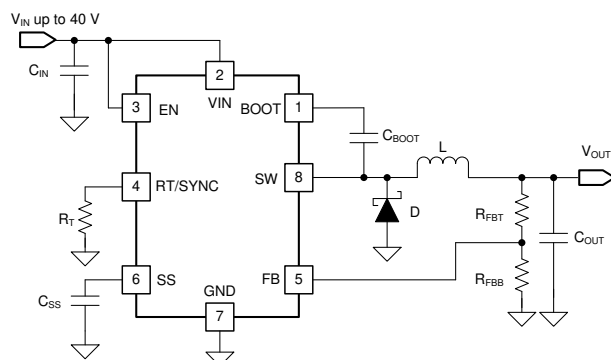 V_IN up to 40 V
C_IN
2
VIN
3
EN
BOOT
1
C_BOOT
L
V_OUT
4
RT/SYNC
SW
8
R_T
D
R_FBT
C_OUT
6
SS
C_SS
GND
7
FB
5
R_FBB